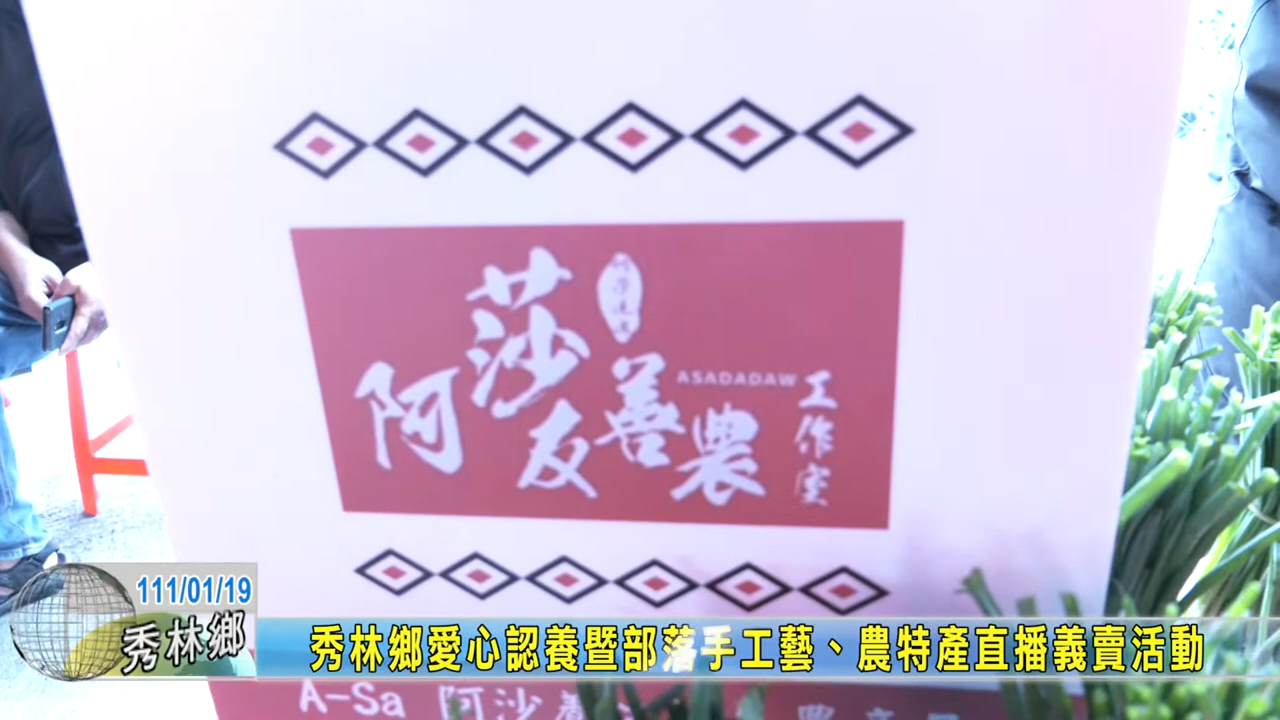 阿莎友善農
ASADADAW
工作室
111/01/19
秀林鄉
秀林鄉愛心認養暨部落手工藝、農特產直播義賣活動
A-Sa 阿沙